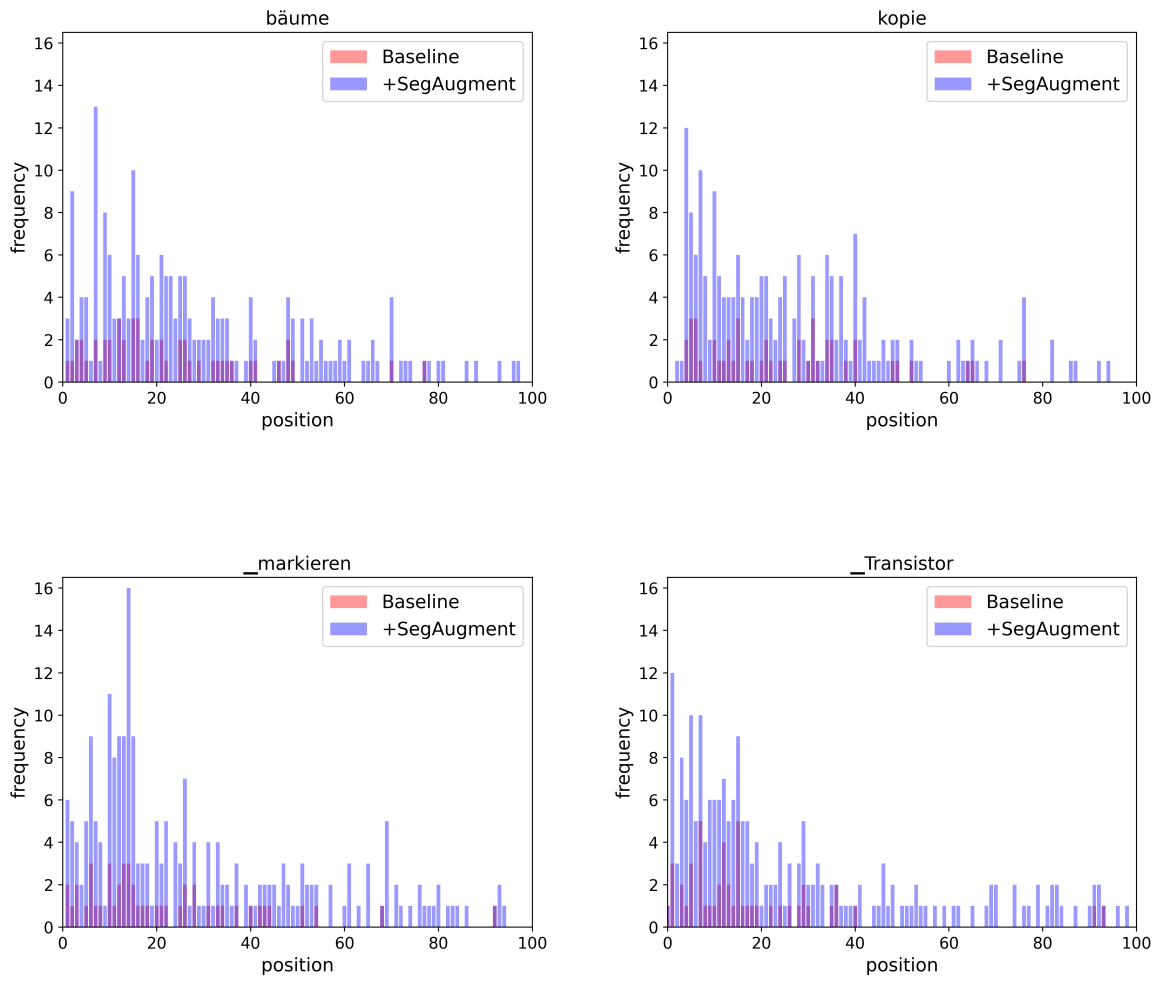 bäume
16
14
12
10
8
6
4
2
0
frequency
0 20 40 60 80 100
position
Baseline
+SegAugment
kopie
16
14
12
10
8
6
4
2
0
frequency
0 20 40 60 80 100
position
Baseline
+SegAugment
▁markieren
16
14
12
10
8
6
4
2
0
frequency
0 20 40 60 80 100
position
Baseline
+SegAugment
▁Transistor
16
14
12
10
8
6
4
2
0
frequency
0 20 40 60 80 100
position
Baseline
+SegAugment